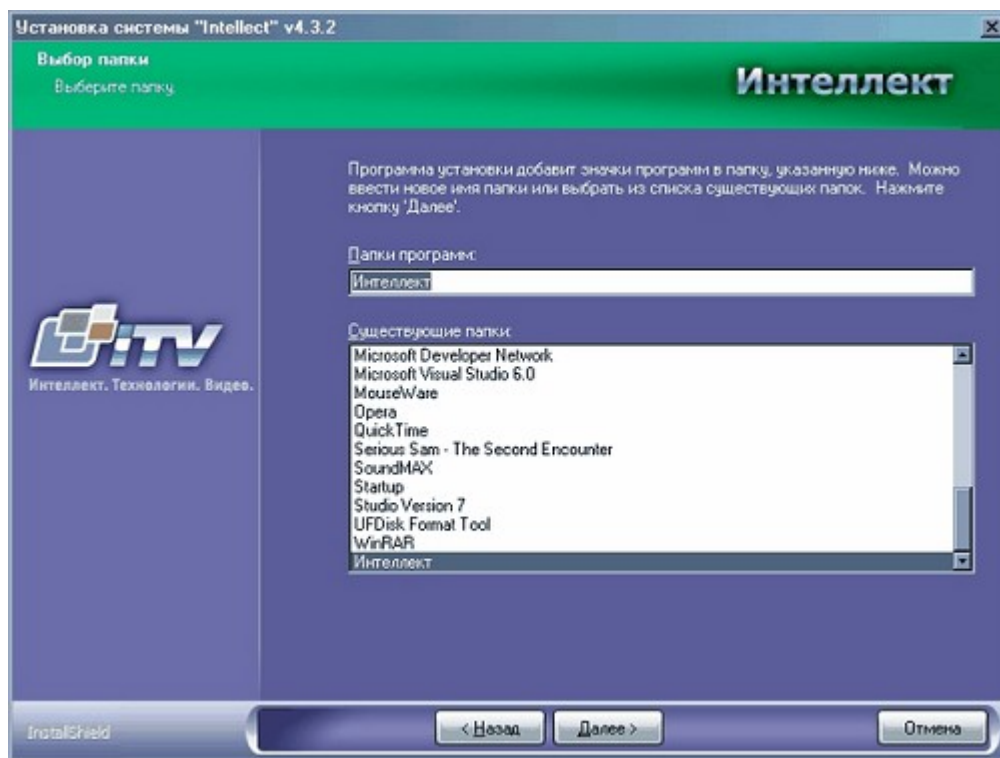 Установка системы "Intellect" v4.3.2
Выбор папки
Выберите папку.
Интеллект
Программа установки добавит значки программ в папку, указанную ниже. Можно
ввести новое имя папки или выбрать из списка существующих папок. Нажмите
кнопку 'Далее'.
Папки программ:
Интеллект
Существующие папки:
Microsoft Developer Network
Microsoft Visual Studio 6.0
MouseWare
Opera
QuickTime
Serious Sam - The Second Encounter
SoundMAX
Startup
Studio Version 7
UFDisk Format Tool
WinRAR
Интеллект
iTV
Интеллект. Технологии. Видео.
InstallShield
< Назад
Далее >
Отмена